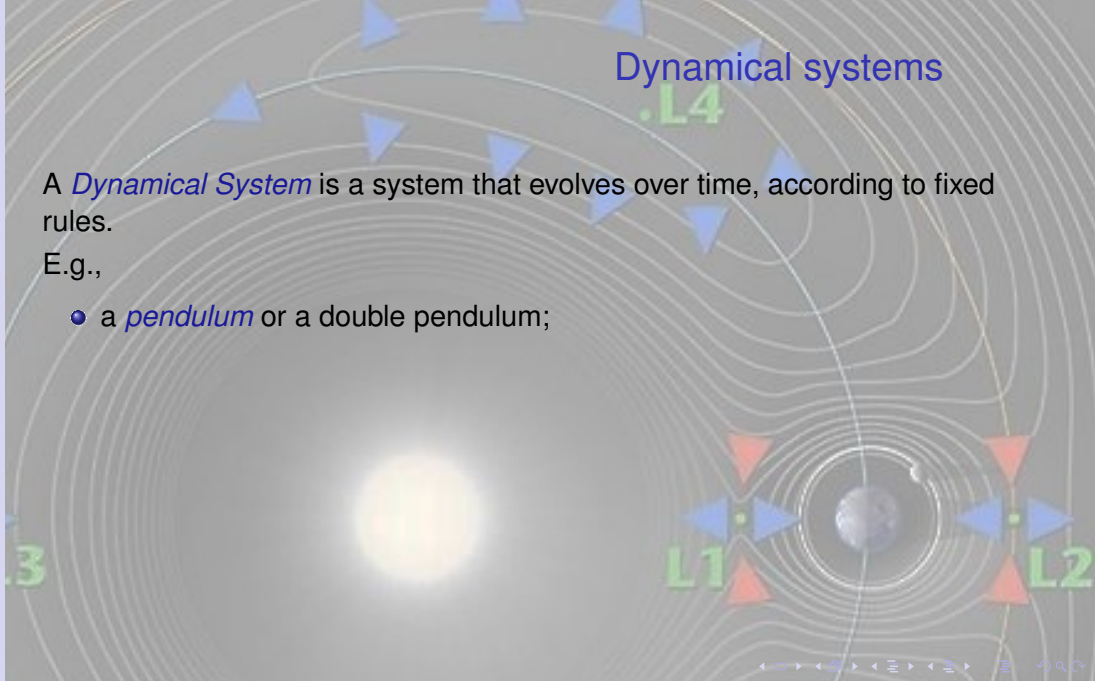 Dynamical systems
L4
A Dynamical System is a system that evolves over time, according to fixed
rules.
E.g.,
a pendulum or a double pendulum;
L3
L1
L2